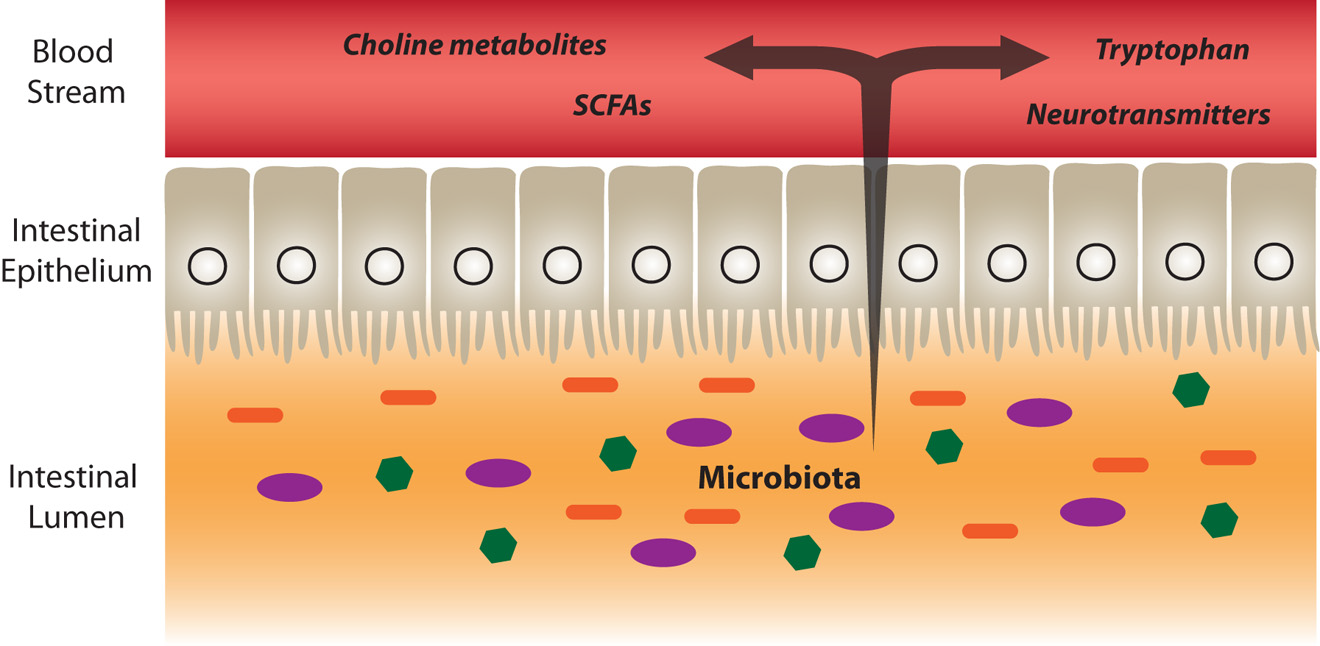 Blood
Stream
Choline metabolites
SCFAs
Tryptophan
Neurotransmitters
Intestinal
Epithelium
Intestinal
Lumen
Microbiota